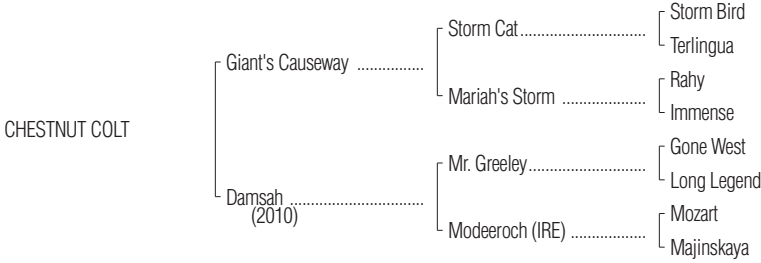 Storm Bird
Storm Cat..............................
Terlingua
Giant's Causeway ................
Rahy
Mariah's Storm ....................
Immense
CHESTNUT COLT
Gone West
Mr. Greeley............................
Long Legend
Damsah ................................
(2010)
Mozart
Modeeroch (IRE) ..................
Majinskaya